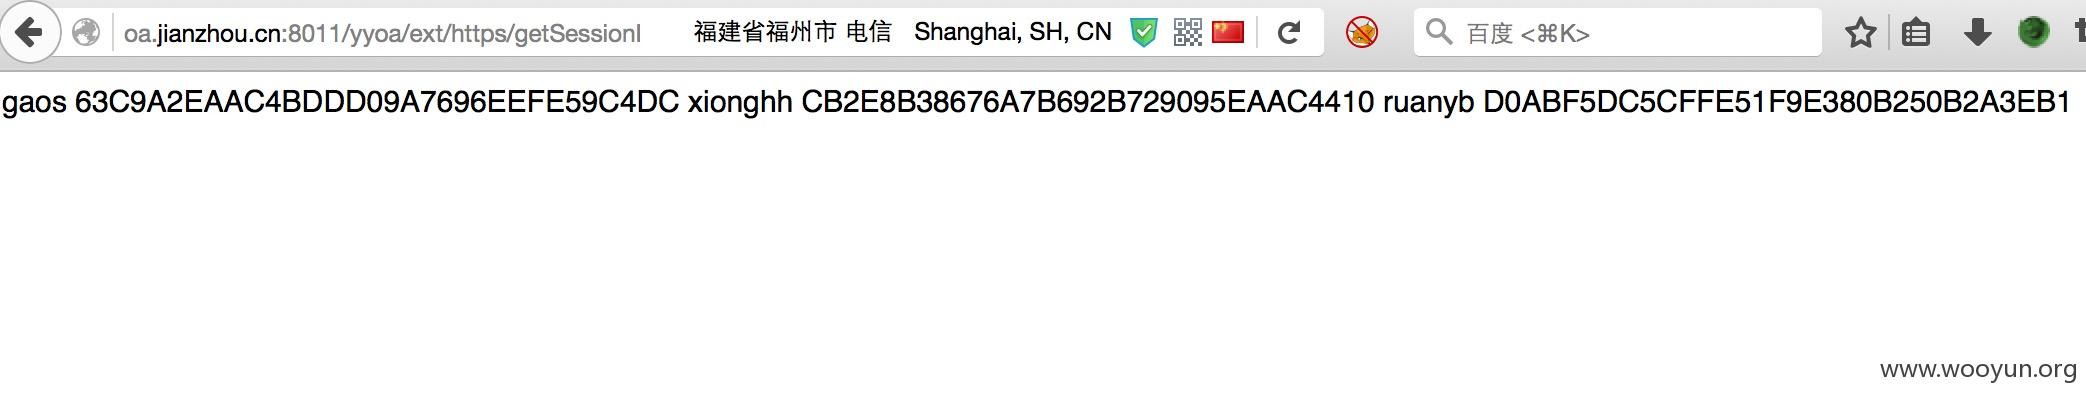 oa.jianzhou.cn:8011/yyoa/ext/https/getSessionI 福建省福州市 电信 Shanghai, SH, CN 百度 <⌘K>
gaos 63C9A2EAAC4BDDD09A7696EEFE59C4DC xionghh CB2E8B38676A7B692B729095EAAC4410 ruanyb D0ABF5DC5CFFE51F9E380B250B2A3EB1
www.wooyun.org